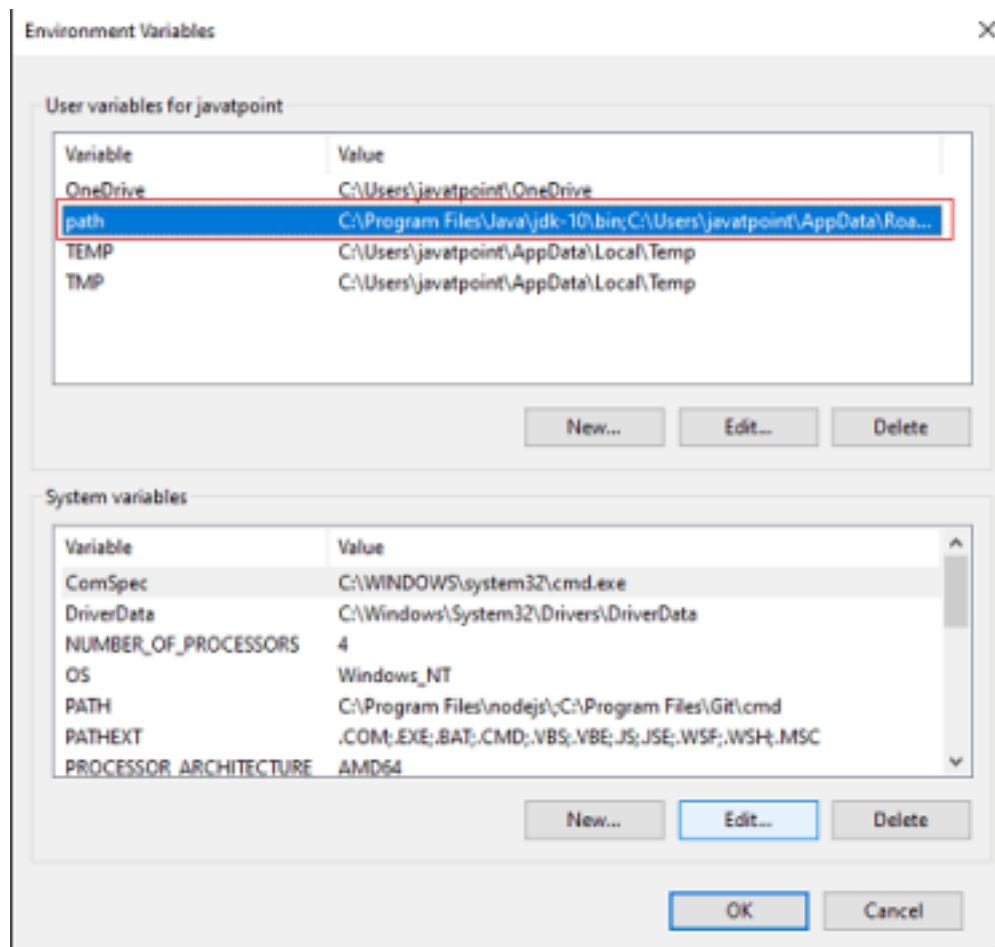 Environment Variables
User variables for javatpoint
Variable Value
OneDrive C:\Users\javatpoint\OneDrive
path C:\Program Files\Java\jdk-10\bin;C:\Users\javatpoint\AppData\Roa...
TEMP C:\Users\javatpoint\AppData\Local\Temp
TMP C:\Users\javatpoint\AppData\Local\Temp
New... Edit... Delete
System variables
Variable Value
ComSpec C:\WINDOWS\system32\cmd.exe
DriverData C:\Windows\System32\Drivers\DriverData
NUMBER_OF_PROCESSORS 4
OS Windows_NT
PATH C:\Program Files\nodejs\;C:\Program Files\Git\cmd
PATHEXT .COM;.EXE;.BAT;.CMD;.VBS;.VBE;.JS;.JSE;.WSF;.WSH;.MSC
PROCESSOR_ARCHITECTURE AMD64
New... Edit... Delete
OK Cancel